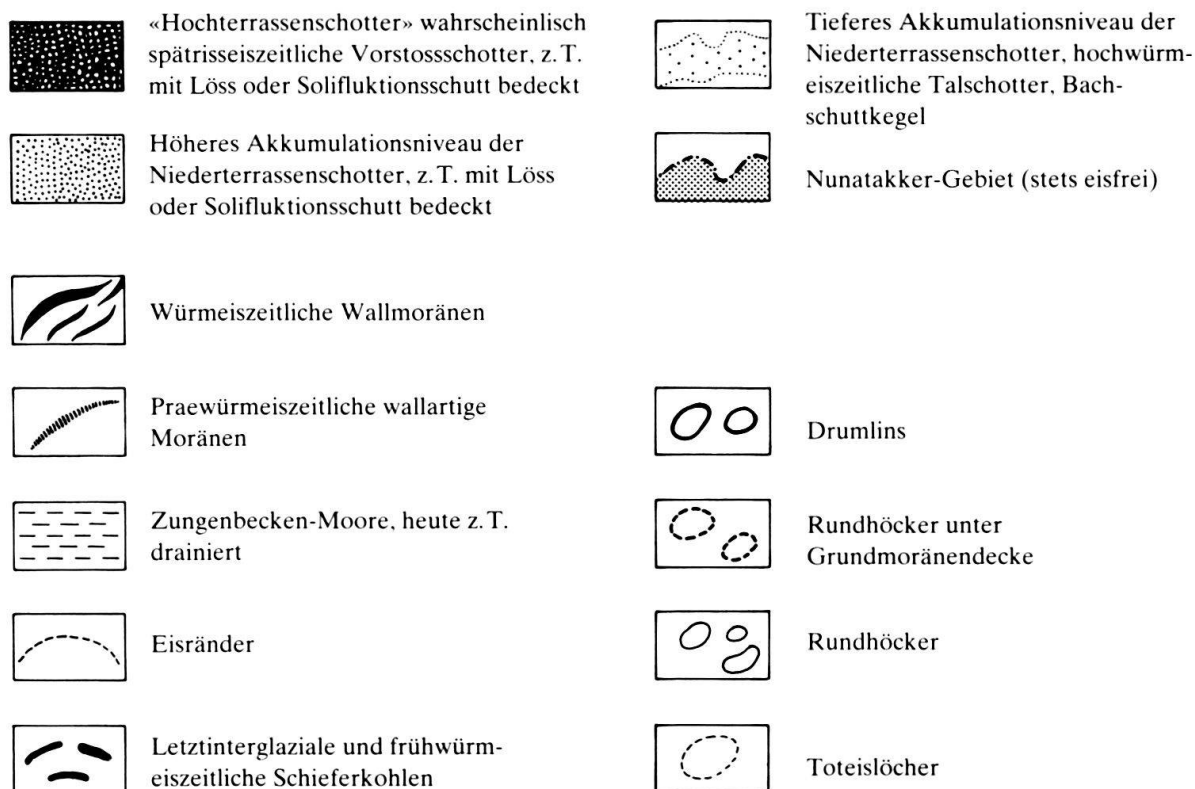 «Hochterrassenschotter» wahrscheinlisch
spätrisseiszeitliche Vorstossschotter, z.T.
mit Löss oder Solifluktionsschutt bedeckt
Höheres Akkumulationsniveau der
Niederterrassenschotter, z.T. mit Löss
oder Solifluktionsschutt bedeckt
Würmeiszeitliche Wallmoränen
Praewürmeiszeitliche wallartige
Moränen
Zungenbecken-Moore, heute z.T.
drainiert
Eisränder
Letztinterglaziale und frühwürm-
eiszeitliche Schieferkohlen
Tieferes Akkumulationsniveau der
Niederterrassenschotter, hochwürm-
eiszeitliche Talschotter, Bach-
schuttkegel
Nunatakker-Gebiet (stets eisfrei)
Drumlins
Rundhöcker unter
Grundmoränendecke
Rundhöcker
Toteislöcher